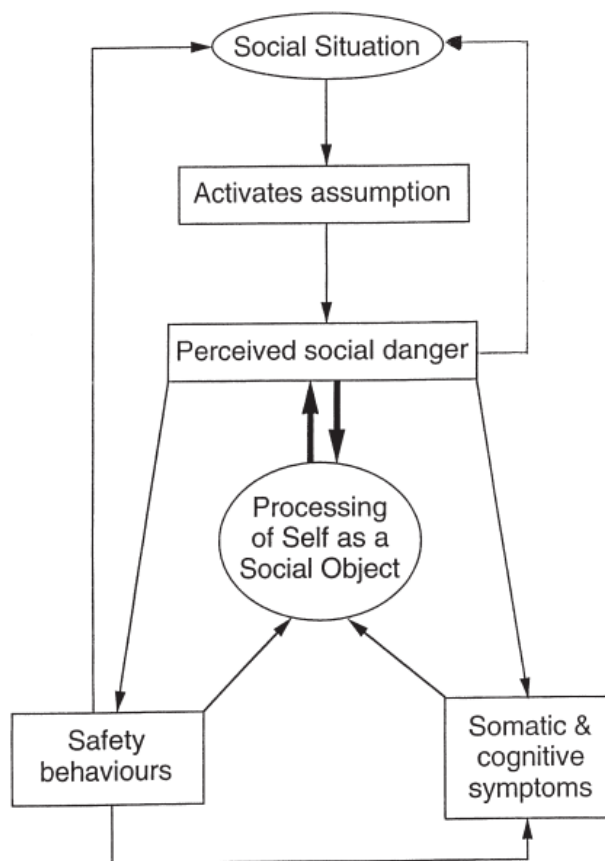 Social Situation
Activates assumption
Perceived social danger
Processing
of Self as a
Social Object
Safety
behaviours
Somatic &
cognitive
symptoms